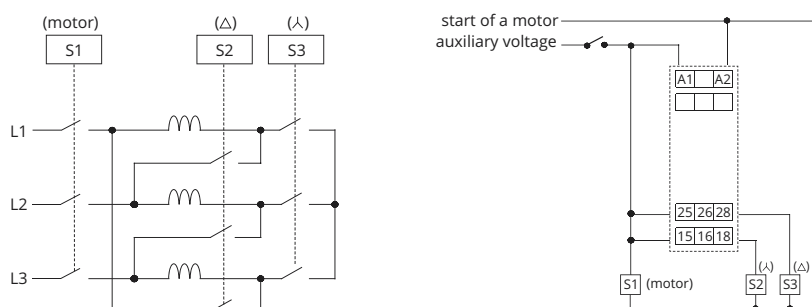 (motor) (△) (⅄)
S1 S2 S3
L1
L2
L3
start of a motor
auxiliary voltage
A1 A2
25 26 28
15 16 18
(⅄) (△)
S1 (motor) S2 S3